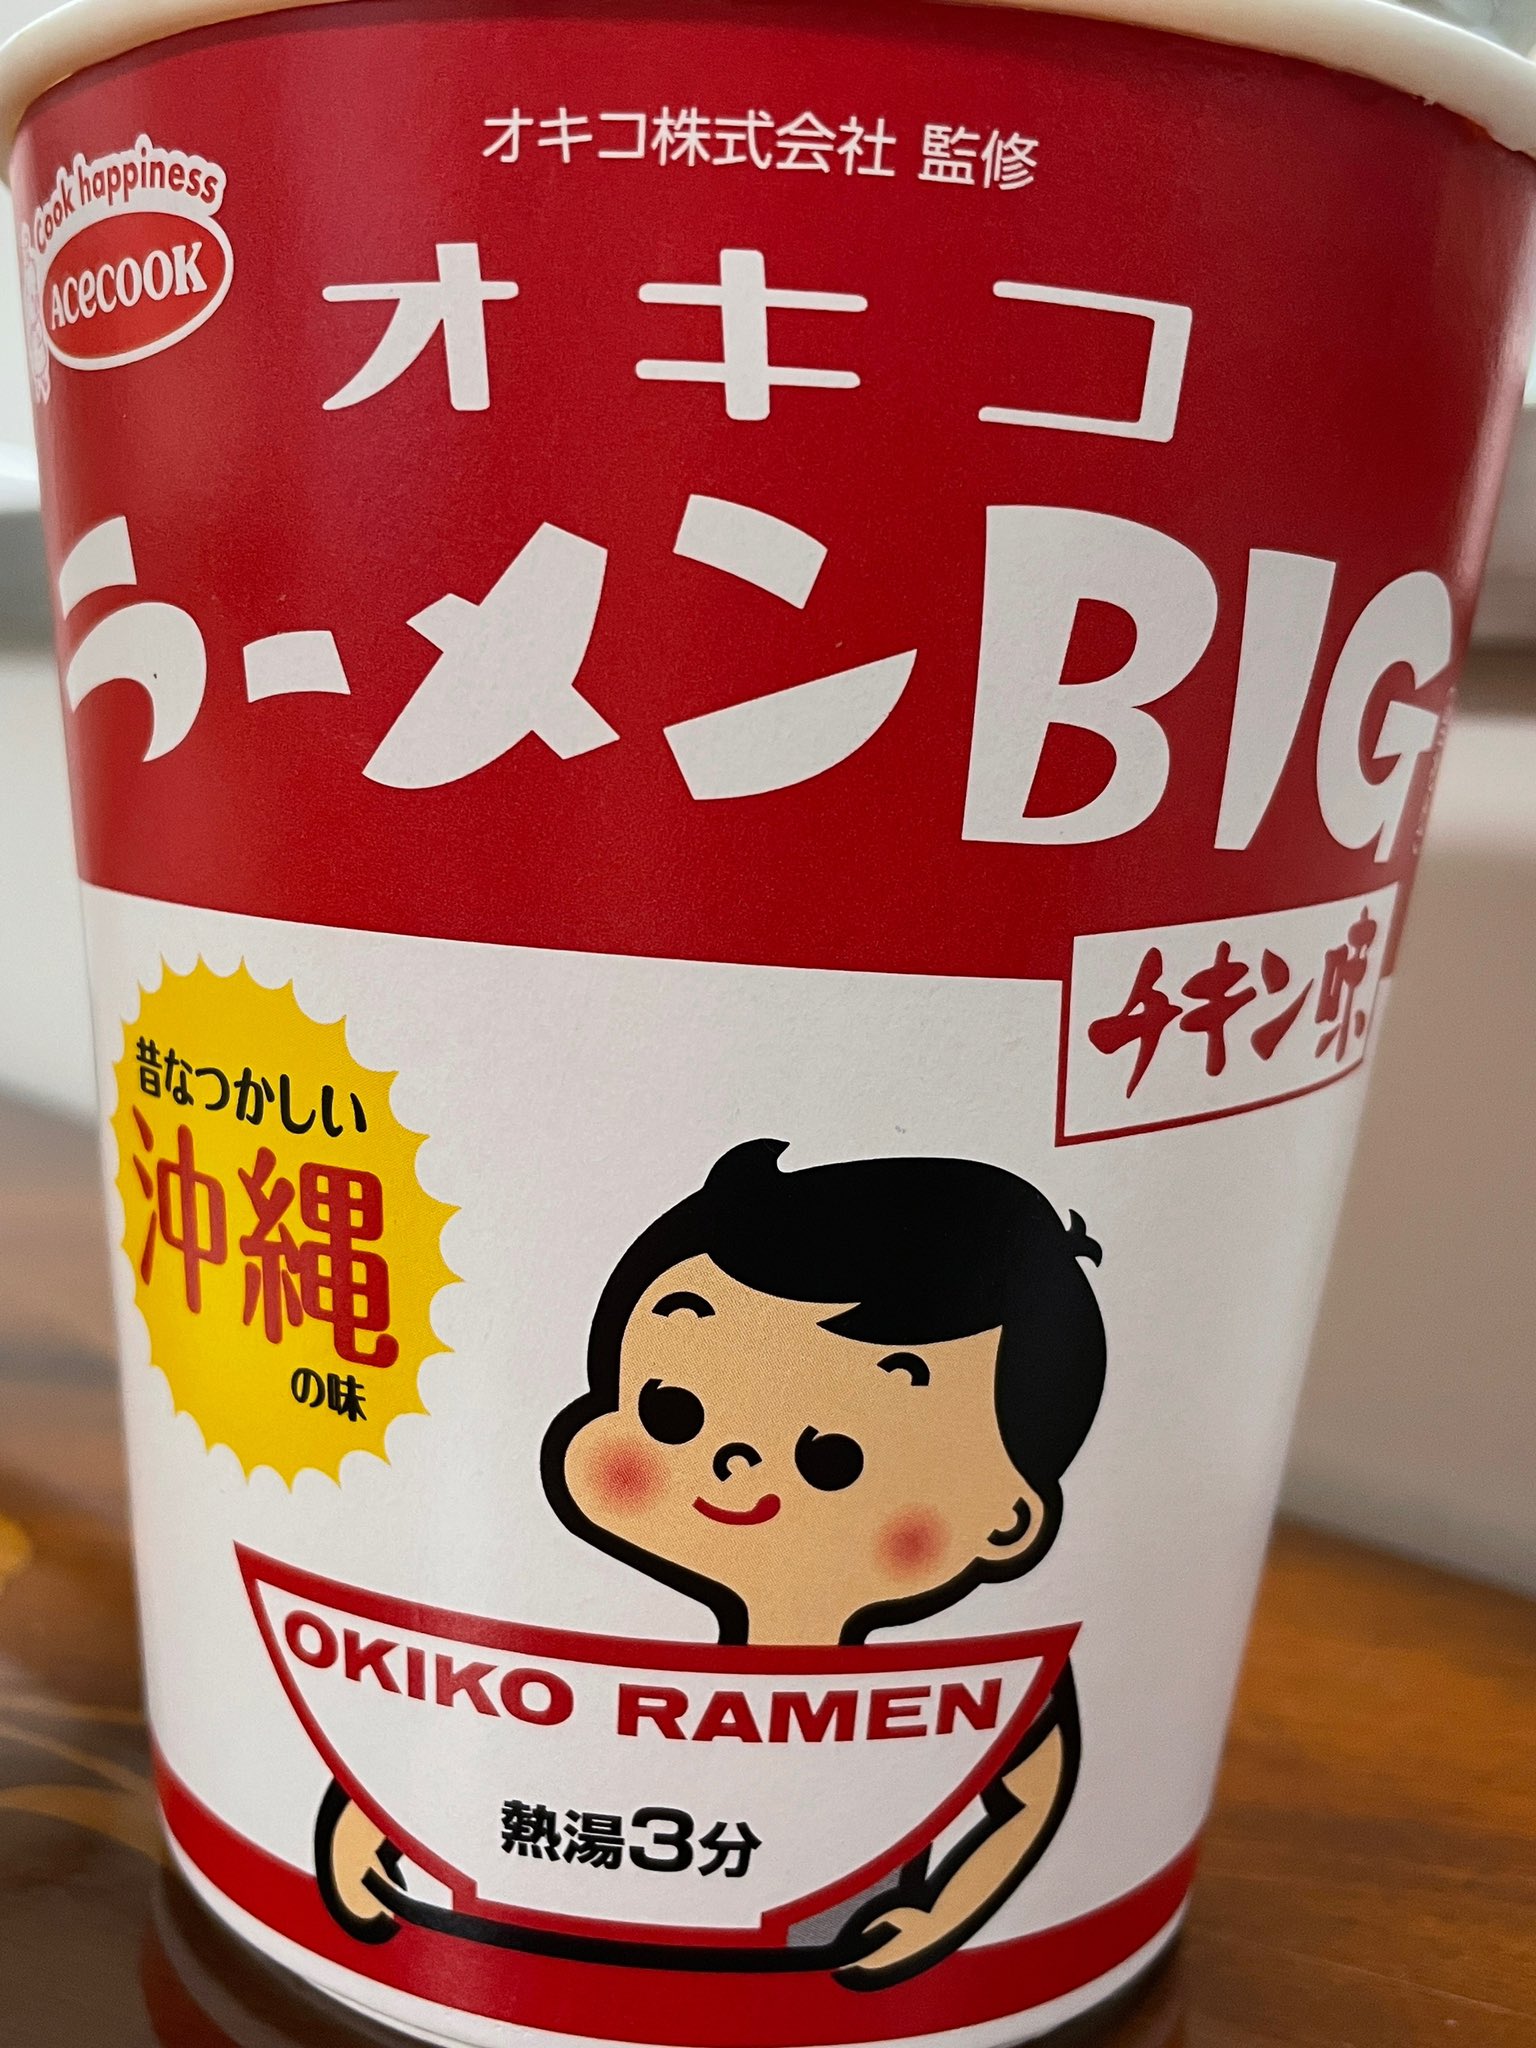 オキコ株式会社 監修
Cook happiness
Acecook
オキコ
ラーメンBIG
チキン味
昔なつかしい
沖縄
の味
OKIKO RAMEN
熱湯3分